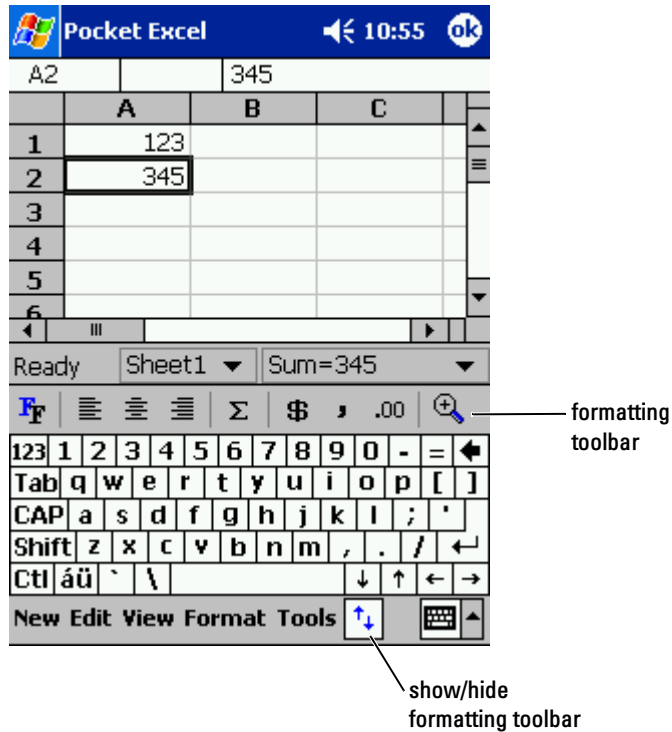 Pocket Excel 10:55 ok
A2 345
A B C
1 123
2 345
3
4
5
6
Ready Sheet1 Sum=345
FF Σ $ , .00
formatting
toolbar
123 1 2 3 4 5 6 7 8 9 0 - =
Tab q w e r t y u i o p [ ]
CAP a s d f g h j k l ; '
Shift z x c v b n m , . /
Ctl áü ` \ ↓ ↑ ← →
New Edit View Format Tools
show/hide
formatting toolbar